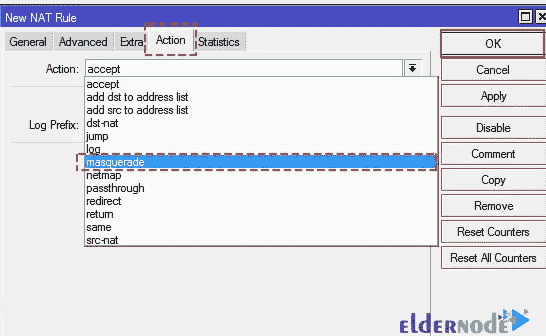 New NAT Rule
General Advanced Extra Action Statistics
Action: accept
accept
add dst to address list
add src to address list
dst-nat
jump
log
masquerade
netmap
passthrough
redirect
return
same
src-nat
Log Prefix:
OK
Cancel
Apply
Disable
Comment
Copy
Remove
Reset Counters
Reset All Counters
eldernode